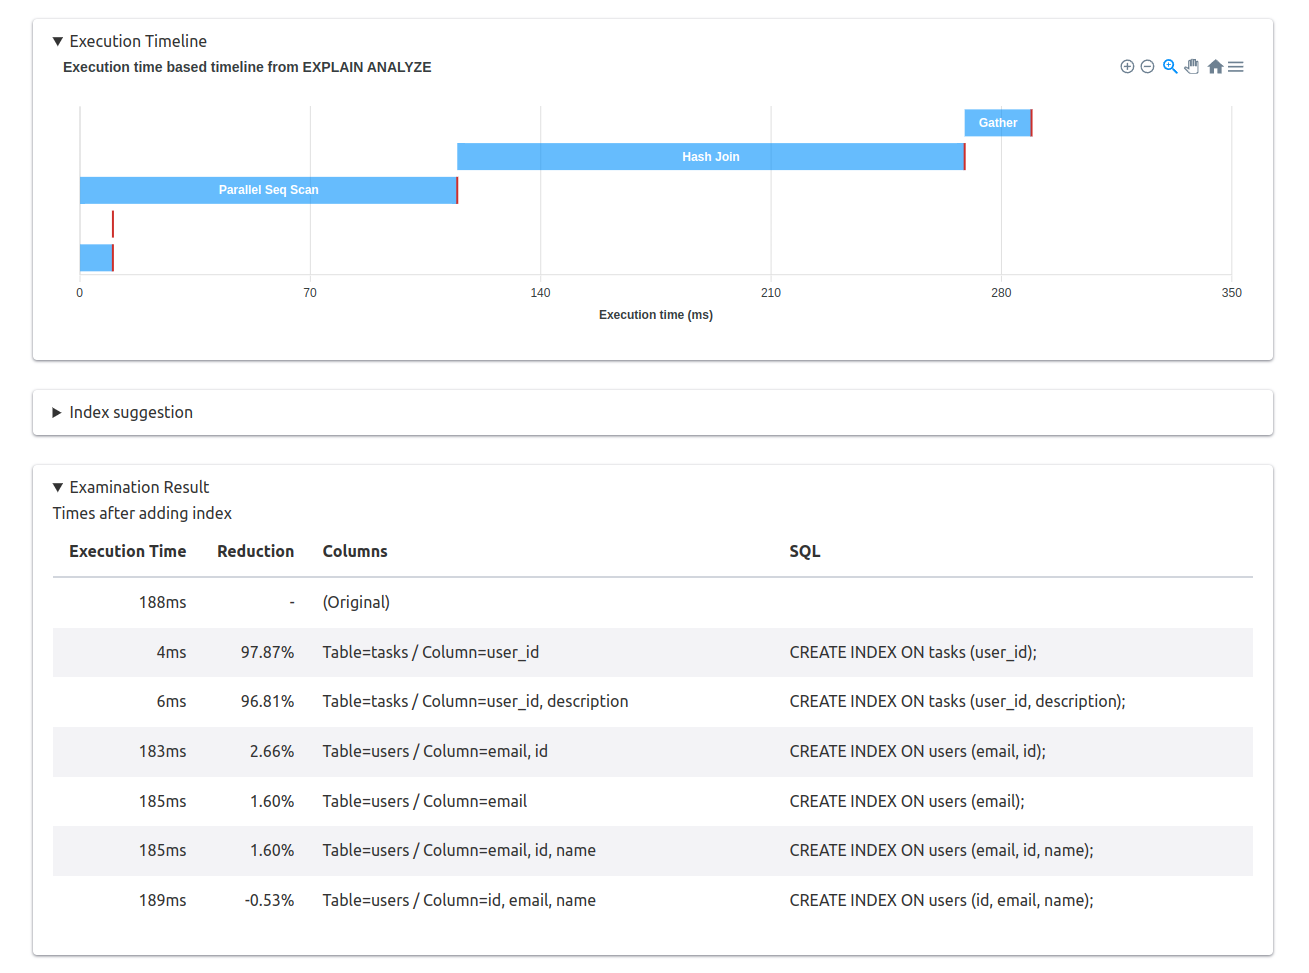 Execution Timeline
Execution time based timeline from EXPLAIN ANALYZE
Gather
Hash Join
Parallel Seq Scan
0 70 140 210 280 350
Execution time (ms)
Index suggestion
Examination Result
Times after adding index
Execution Time Reduction Columns SQL
188ms - (Original)
4ms 97.87% Table=tasks / Column=user_id CREATE INDEX ON tasks (user_id);
6ms 96.81% Table=tasks / Column=user_id, description CREATE INDEX ON tasks (user_id, description);
183ms 2.66% Table=users / Column=email, id CREATE INDEX ON users (email, id);
185ms 1.60% Table=users / Column=email CREATE INDEX ON users (email);
185ms 1.60% Table=users / Column=email, id, name CREATE INDEX ON users (email, id, name);
189ms -0.53% Table=users / Column=id, email, name CREATE INDEX ON users (id, email, name);